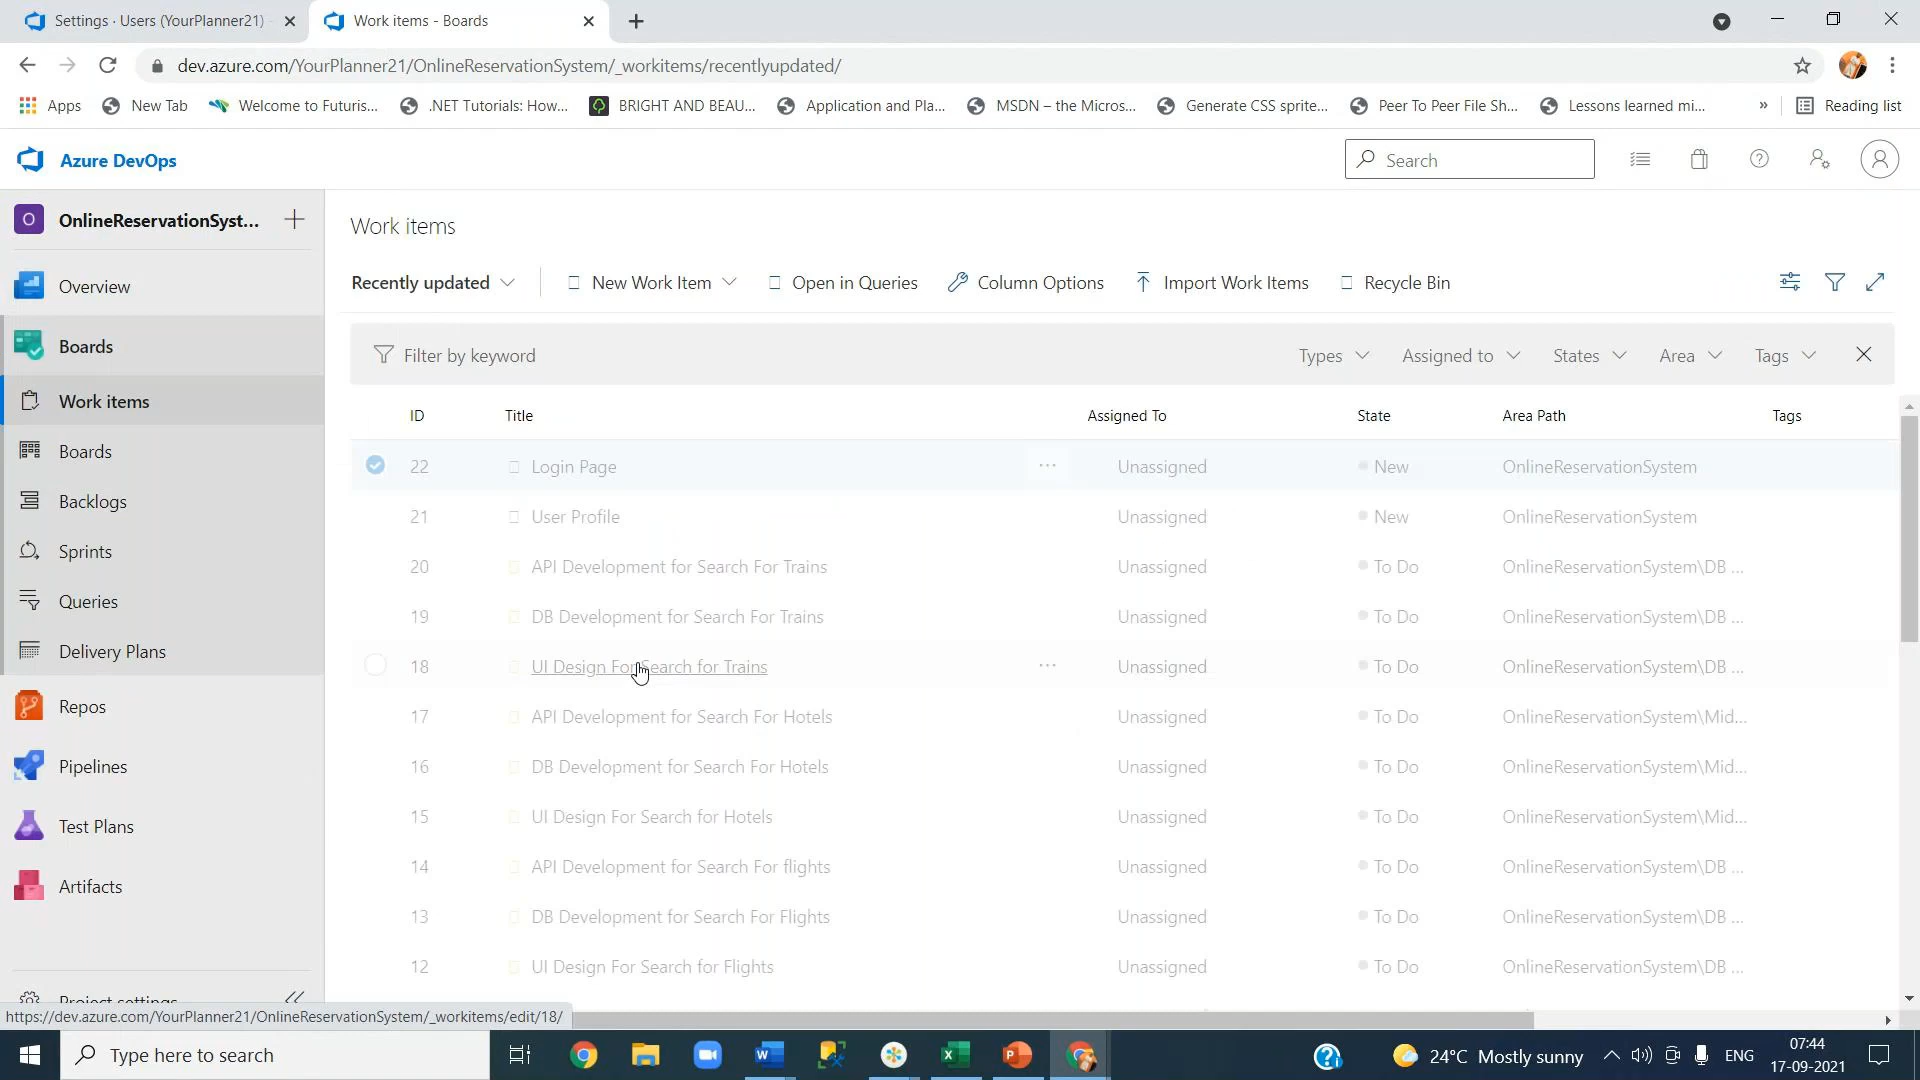 Settings · Users (YourPlanner21) -
Work items - Boards
dev.azure.com/YourPlanner21/OnlineReservationSystem/_workitems/recentlyupdated/
Apps New Tab Welcome to Futuris... .NET Tutorials: How... BRIGHT AND BEAU... Application and Pla... MSDN – the Micros... Generate CSS sprite... Peer To Peer File Sh... Lessons learned mi... » Reading list
Azure DevOps
Search
O OnlineReservationSyst...
Overview
Boards
Work items
Boards
Backlogs
Sprints
Queries
Delivery Plans
Repos
Pipelines
Test Plans
Artifacts
Project settings
Work items
Recently updated New Work Item Open in Queries Column Options Import Work Items Recycle Bin
Filter by keyword Types Assigned to States Area Tags
ID Title Assigned To State Area Path Tags
22 Login Page ... Unassigned New OnlineReservationSystem
21 User Profile Unassigned New OnlineReservationSystem
20 API Development for Search For Trains Unassigned To Do OnlineReservationSystem\DB ...
19 DB Development for Search For Trains Unassigned To Do OnlineReservationSystem\DB ...
18 UI Design For Search for Trains ... Unassigned To Do OnlineReservationSystem\DB ...
17 API Development for Search For Hotels Unassigned To Do OnlineReservationSystem\Mid...
16 DB Development for Search For Hotels Unassigned To Do OnlineReservationSystem\Mid...
15 UI Design For Search for Hotels Unassigned To Do OnlineReservationSystem\Mid...
14 API Development for Search For flights Unassigned To Do OnlineReservationSystem\DB ...
13 DB Development for Search For Flights Unassigned To Do OnlineReservationSystem\DB ...
12 UI Design For Search for Flights Unassigned To Do OnlineReservationSystem\DB ...
https://dev.azure.com/YourPlanner21/OnlineReservationSystem/_workitems/edit/18/
Type here to search
24°C Mostly sunny
ENG
07:44
17-09-2021